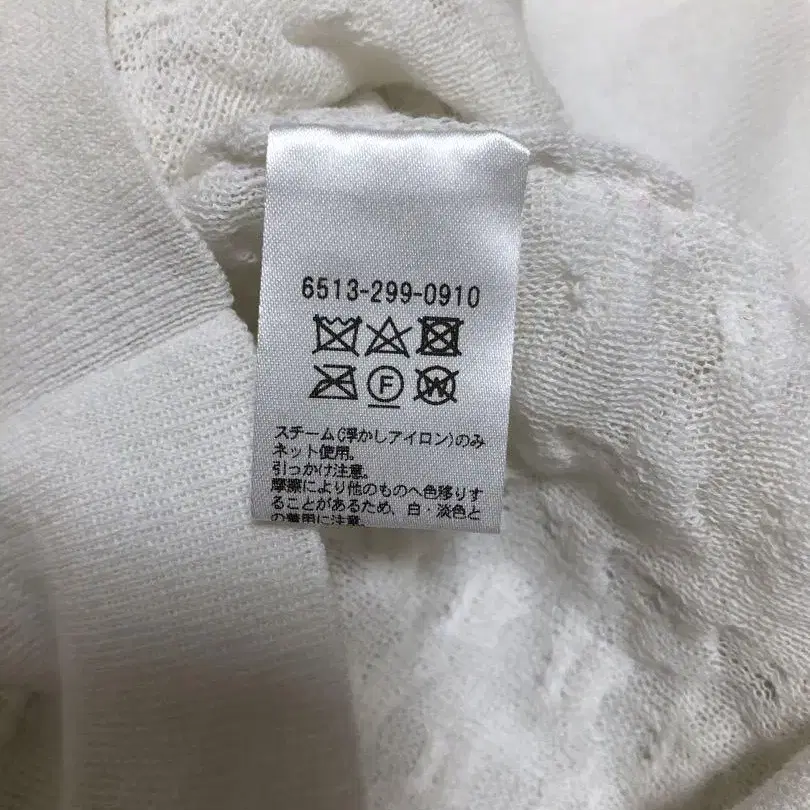 6513-299-0910
F
W
スチーム(浮かしアイロン)のみ
ネット使用。
引っかけ注意。
摩擦により他のものへ色移りす
ることがあるため、白・淡色と
の着用に注意。